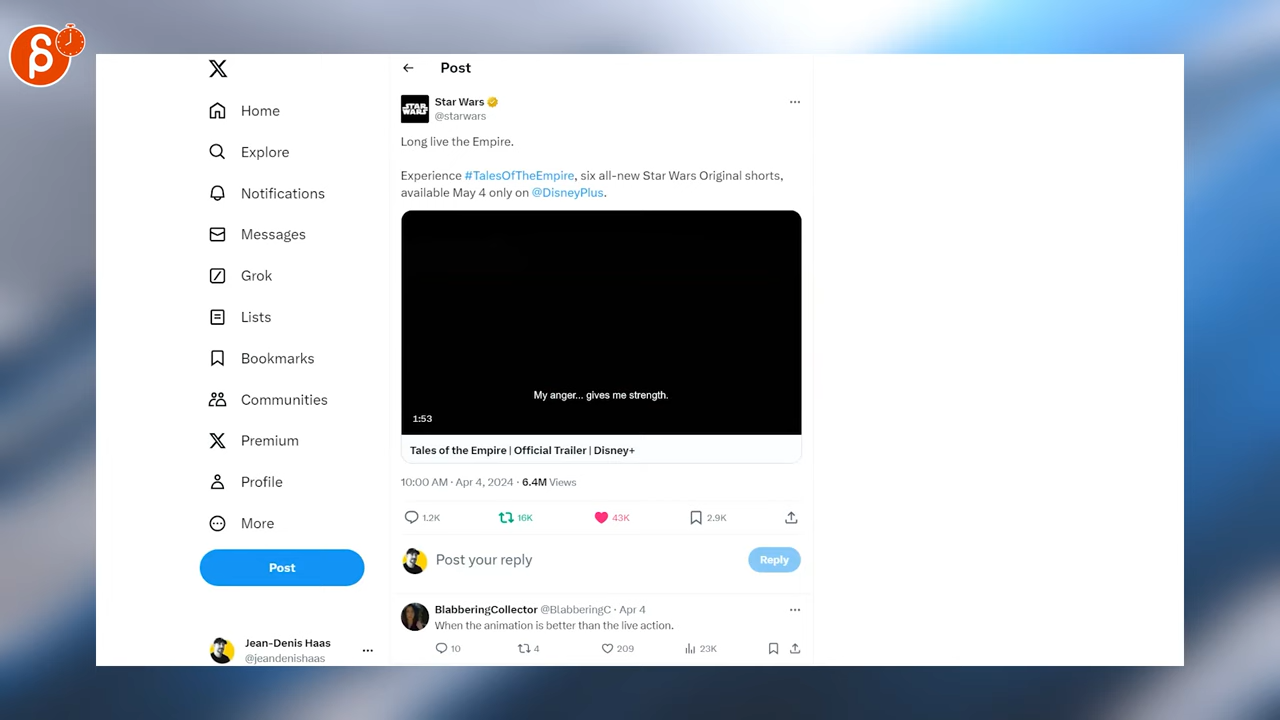 Post
Home
Explore
Notifications
Messages
Grok
Lists
Bookmarks
Communities
Premium
Profile
More
Post
Jean-Denis Haas
@jeandenishaas
STAR WARS
Star Wars
@starwars
Long live the Empire.
Experience #TalesOfTheEmpire, six all-new Star Wars Original shorts,
available May 4 only on @DisneyPlus.
My anger... gives me strength.
1:53
Tales of the Empire | Official Trailer | Disney+
10:00 AM · Apr 4, 2024 · 6.4M Views
1.2K 16K 43K 2.9K
Post your reply
Reply
BlabberingCollector @BlabberingC · Apr 4
When the animation is better than the live action.
10 4 209 23K